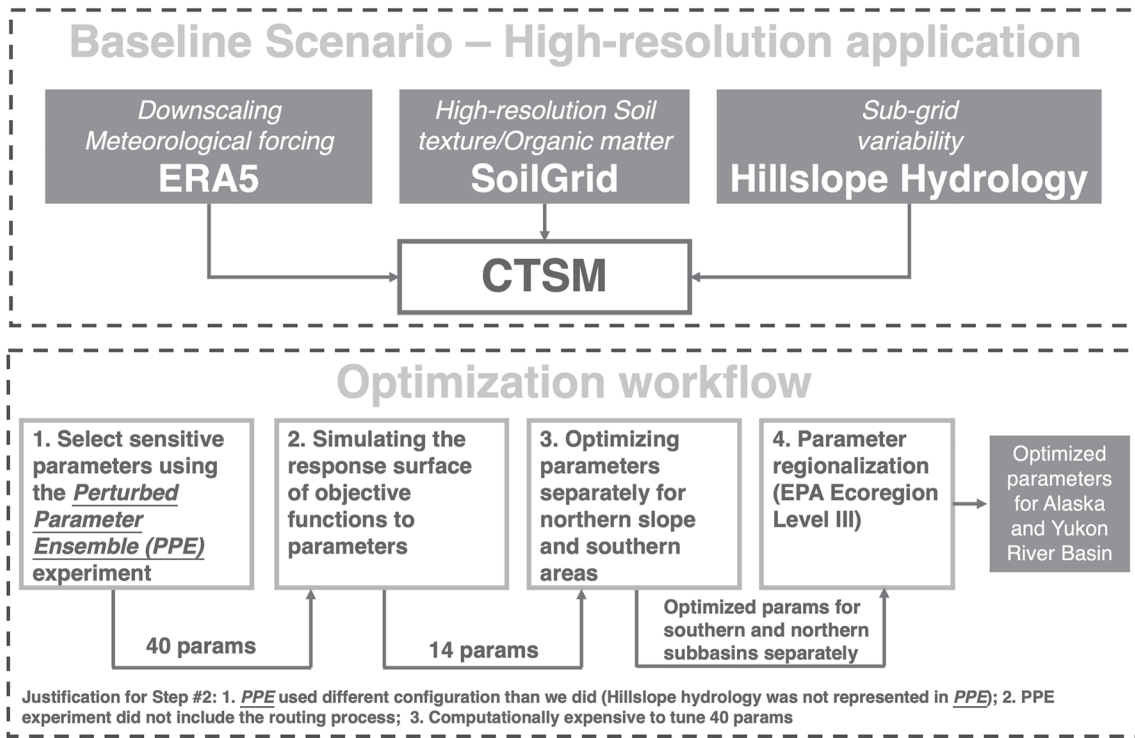 Baseline Scenario – High-resolution application
Downscaling
Meteorological forcing
ERA5
High-resolution Soil
texture/Organic matter
SoilGrid
Sub-grid
variability
Hillslope Hydrology
CTSM
Optimization workflow
1. Select sensitive
parameters using
the Perturbed
Parameter
Ensemble (PPE)
experiment
2. Simulating the
response surface
of objective
functions to
parameters
3. Optimizing
parameters
separately for
northern slope
and southern
areas
4. Parameter
regionalization
(EPA Ecoregion
Level III)
Optimized
parameters
for Alaska
and Yukon
River Basin
40 params
14 params
Optimized params for
southern and northern
subbasins separately
Justification for Step #2: 1. PPE used different configuration than we did (Hillslope hydrology was not represented in PPE); 2. PPE
experiment did not include the routing process;  3. Computationally expensive to tune 40 params